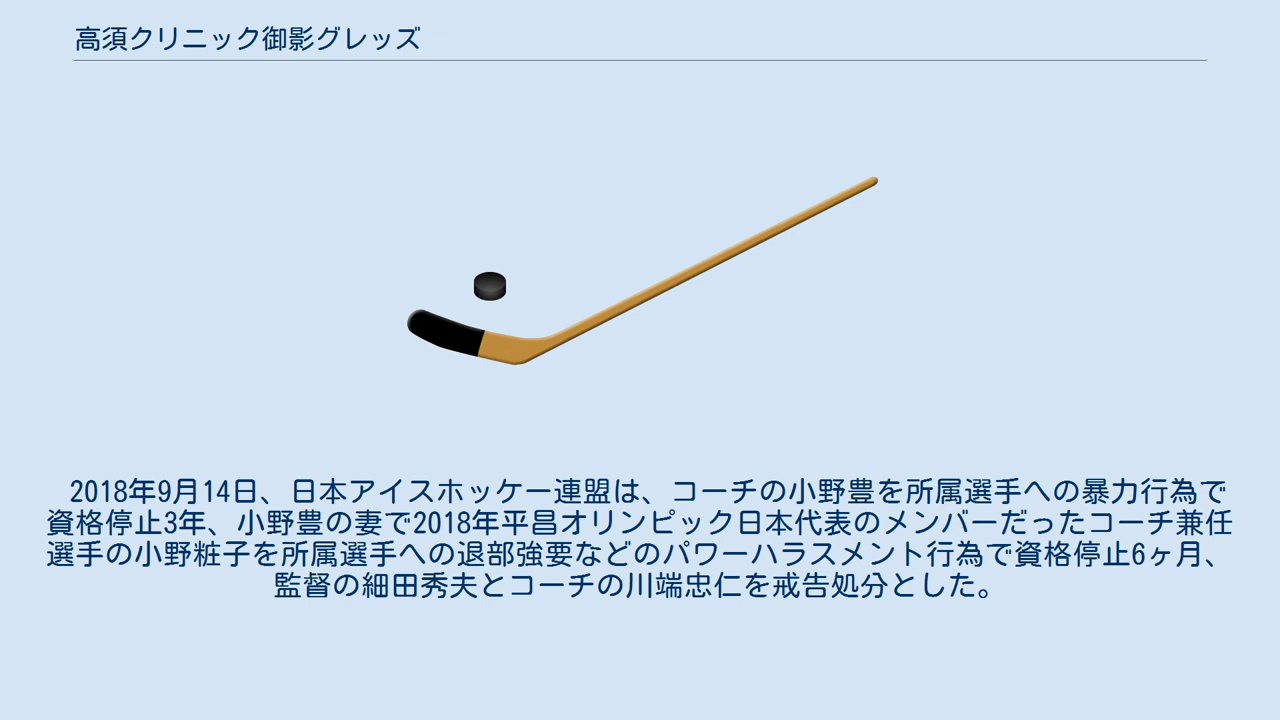 高須クリニック御影グレッズ
2018年9月14日、日本アイスホッケー連盟は、コーチの小野豊を所属選手への暴力行為で
資格停止3年、小野豊の妻で2018年平昌オリンピック日本代表のメンバーだったコーチ兼任
選手の小野粧子を所属選手への退部強要などのパワーハラスメント行為で資格停止6ヶ月、
監督の細田秀夫とコーチの川端忠仁を戒告処分とした。